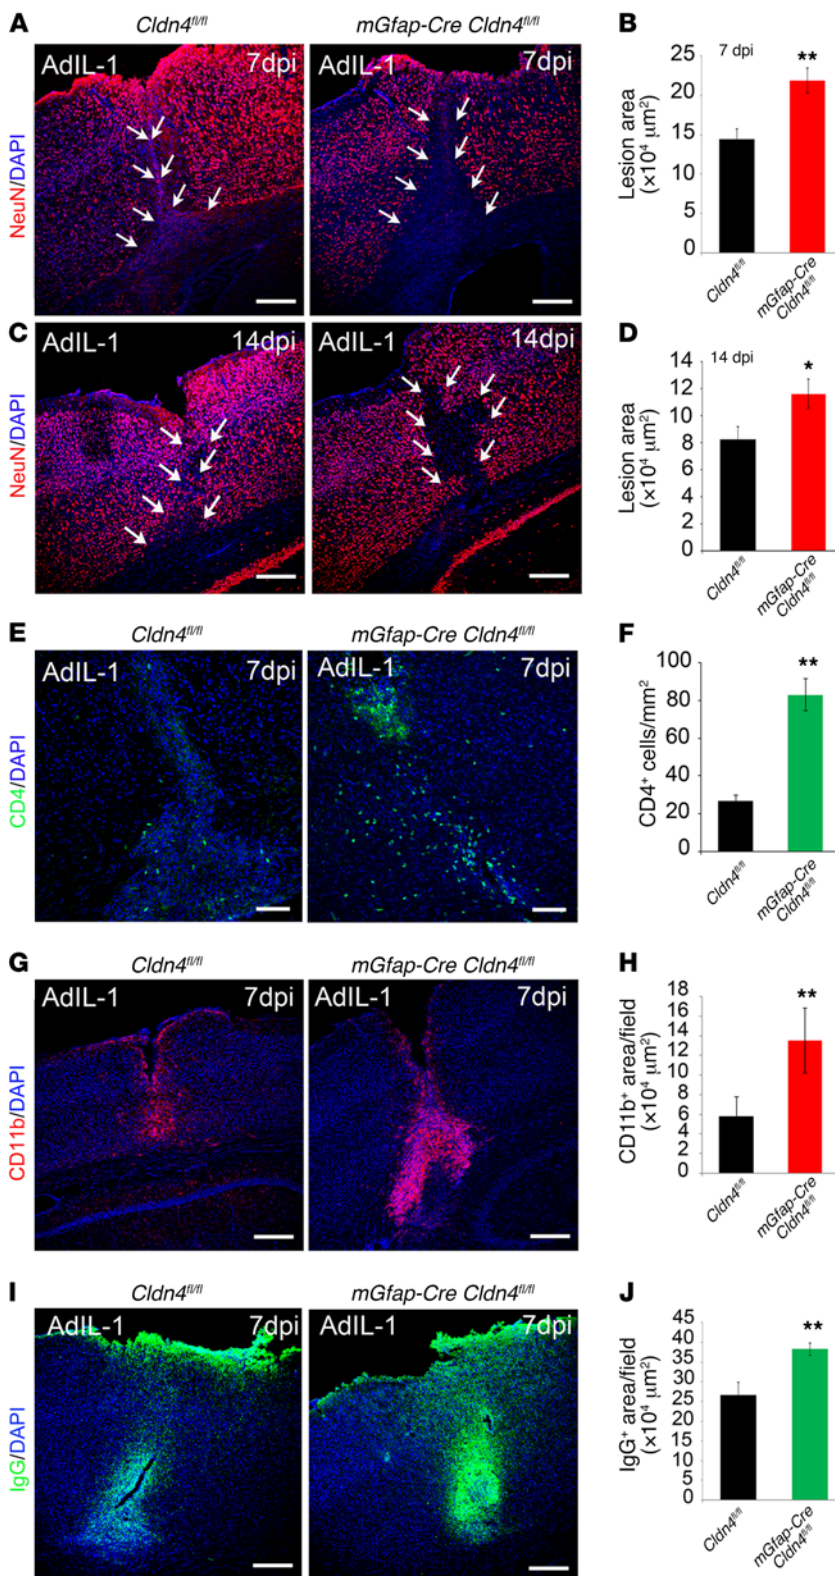 A
Cldn4fl/fl
mGfap-Cre Cldn4fl/fl
NeuN/DAPI
AdIL-1
7dpi
AdIL-1
7dpi
B
7 dpi
**
Lesion area
(×10⁴ μm²)
25
20
15
10
5
0
Cldn4fl/fl
mGfap-Cre
Cldn4fl/fl
C
NeuN/DAPI
AdIL-1
14dpi
AdIL-1
14dpi
D
14 dpi
*
Lesion area
(×10⁴ μm²)
14
12
10
8
6
4
2
0
Cldn4fl/fl
mGfap-Cre
Cldn4fl/fl
E
Cldn4fl/fl
mGfap-Cre Cldn4fl/fl
CD4/DAPI
AdIL-1
7dpi
AdIL-1
7dpi
F
**
CD4⁺ cells/mm²
100
80
60
40
20
0
Cldn4fl/fl
mGfap-Cre
Cldn4fl/fl
G
Cldn4fl/fl
mGfap-Cre Cldn4fl/fl
CD11b/DAPI
AdIL-1
7dpi
AdIL-1
7dpi
H
**
CD11b⁺ area/field
(×10⁴ μm²)
18
16
14
12
10
8
6
4
2
0
Cldn4fl/fl
mGfap-Cre
Cldn4fl/fl
I
Cldn4fl/fl
mGfap-Cre Cldn4fl/fl
IgG/DAPI
AdIL-1
7dpi
AdIL-1
7dpi
J
**
IgG⁺ area/field
(×10⁴ μm²)
45
40
35
30
25
20
15
10
5
0
Cldn4fl/fl
mGfap-Cre
Cldn4fl/fl